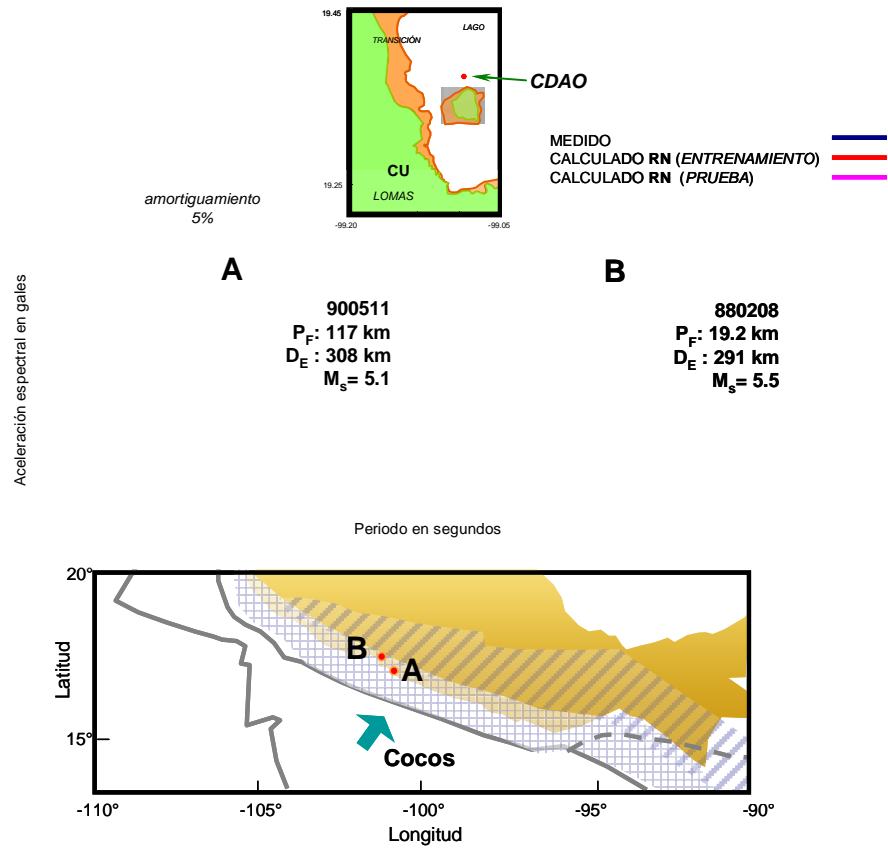 19.45
LAGO
TRANSICIÓN
CDAO
MEDIDO
CALCULADO RN (ENTRENAMIENTO)
CALCULADO RN (PRUEBA)
CU
19.25
LOMAS
-99.20
-99.05
amortiguamiento
5%
Aceleración espectral en gales
A
900511
PF: 117 km
DE : 308 km
Ms= 5.1
B
880208
PF: 19.2 km
DE : 291 km
Ms= 5.5
Periodo en segundos
20°
Latitud
B
A
15°
Cocos
-110°
-105°
-100°
-95°
-90°
Longitud